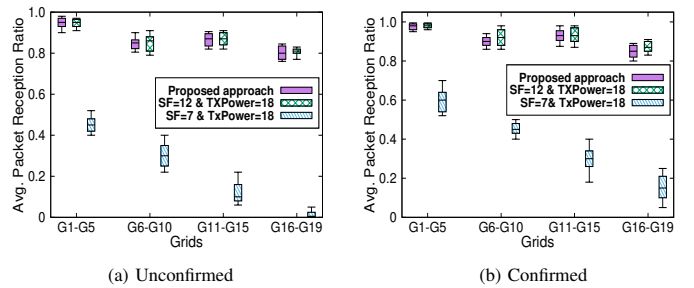 Avg. Packet Reception Ratio
1.0
0.8
0.6
0.4
0.2
0
Proposed approach
SF=12 & TXPower=18
SF=7 & TxPower=18
G1-G5 G6-G10 G11-G15 G16-G19
Grids
(a) Unconfirmed
Avg. Packet Reception Ratio
1.0
0.8
0.6
0.4
0.2
0
Proposed approach
SF=12 & TXPower=18
SF=7 & TxPower=18
G1-G5 G6-G10 G11-G15 G16-G19
Grids
(b) Confirmed